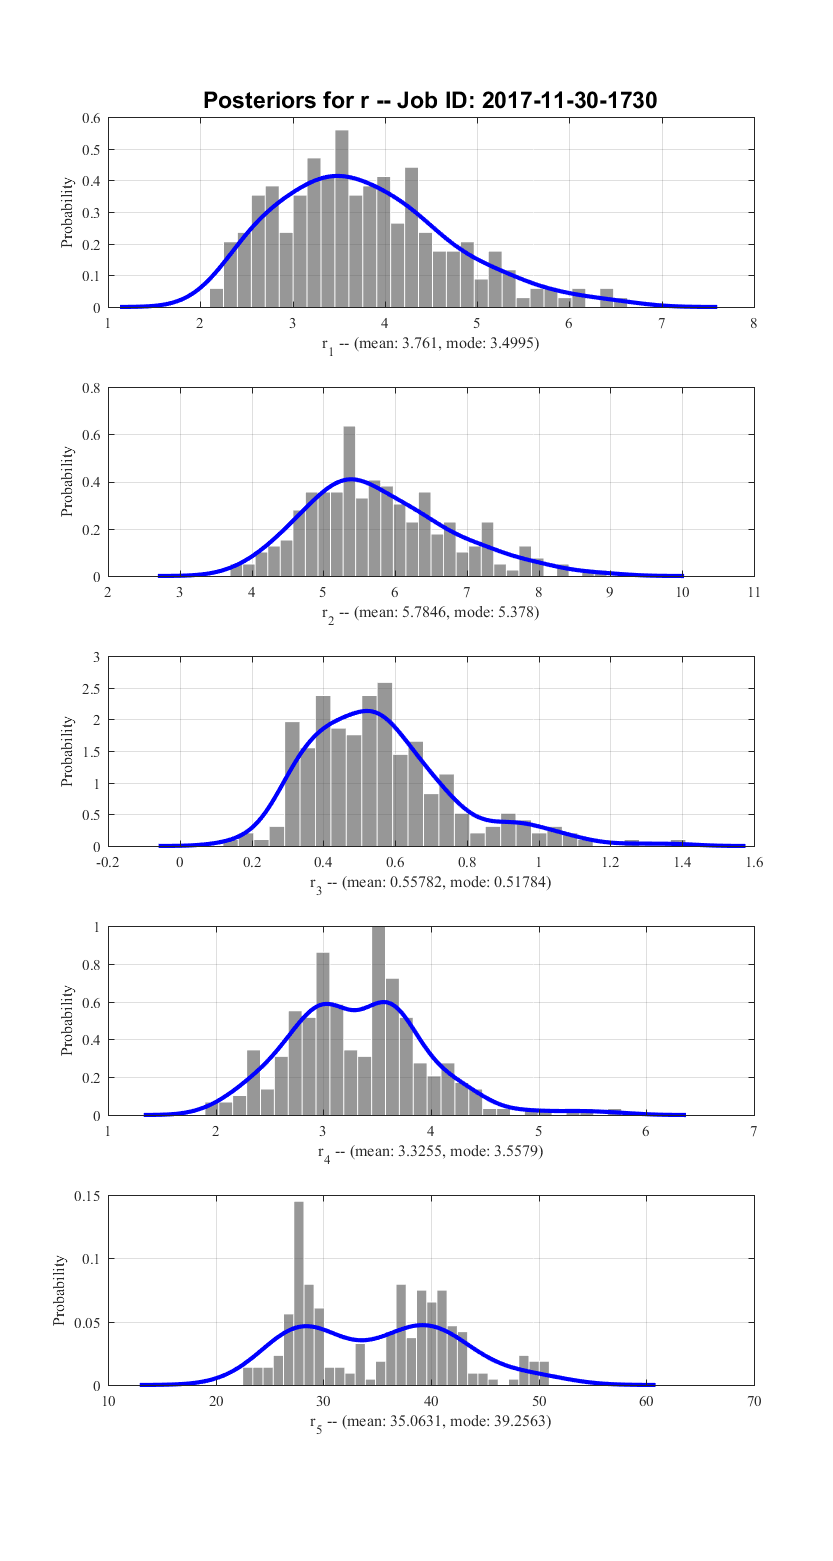 Posteriors for r -- Job ID: 2017-11-30-1730
0.6
0.5
0.4
0.3
0.2
0.1
0
Probability
1 2 3 4 5 6 7 8
r1 -- (mean: 3.761, mode: 3.4995)
0.8
0.6
0.4
0.2
0
Probability
2 3 4 5 6 7 8 9 10 11
r2 -- (mean: 5.7846, mode: 5.378)
3
2.5
2
1.5
1
0.5
0
Probability
-0.2 0 0.2 0.4 0.6 0.8 1 1.2 1.4 1.6
r3 -- (mean: 0.55782, mode: 0.51784)
1
0.8
0.6
0.4
0.2
0
Probability
1 2 3 4 5 6 7
r4 -- (mean: 3.3255, mode: 3.5579)
0.15
0.1
0.05
0
Probability
10 20 30 40 50 60 70
r5 -- (mean: 35.0631, mode: 39.2563)